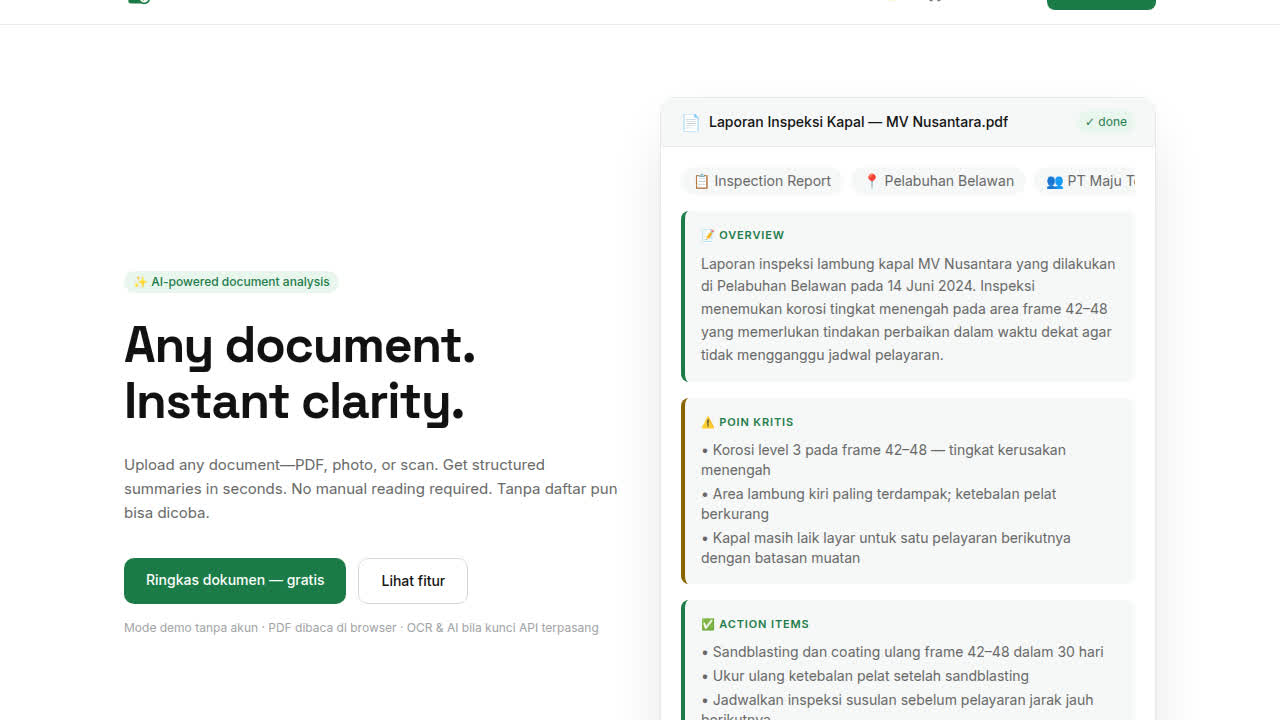 ✨ AI-powered document analysis
Any document.
Instant clarity.
Upload any document—PDF, photo, or scan. Get structured
summaries in seconds. No manual reading required. Tanpa daftar pun
bisa dicoba.
Ringkas dokumen — gratis
Lihat fitur
Mode demo tanpa akun · PDF dibaca di browser · OCR & AI bila kunci API terpasang
📄 Laporan Inspeksi Kapal — MV Nusantara.pdf
✓ done
📋 Inspection Report
📍 Pelabuhan Belawan
👥 PT Maju
📝 OVERVIEW
Laporan inspeksi lambung kapal MV Nusantara yang dilakukan
di Pelabuhan Belawan pada 14 Juni 2024. Inspeksi
menemukan korosi tingkat menengah pada area frame 42–48
yang memerlukan tindakan perbaikan dalam waktu dekat agar
tidak mengganggu jadwal pelayaran.
⚠️ POIN KRITIS
• Korosi level 3 pada frame 42–48 — tingkat kerusakan
menengah
• Area lambung kiri paling terdampak; ketebalan pelat
berkurang
• Kapal masih laik layar untuk satu pelayaran berikutnya
dengan batasan muatan
✅ ACTION ITEMS
• Sandblasting dan coating ulang frame 42–48 dalam 30 hari
• Ukur ulang ketebalan pelat setelah sandblasting
• Jadwalkan inspeksi susulan sebelum pelayaran jarak jauh
berikutnya